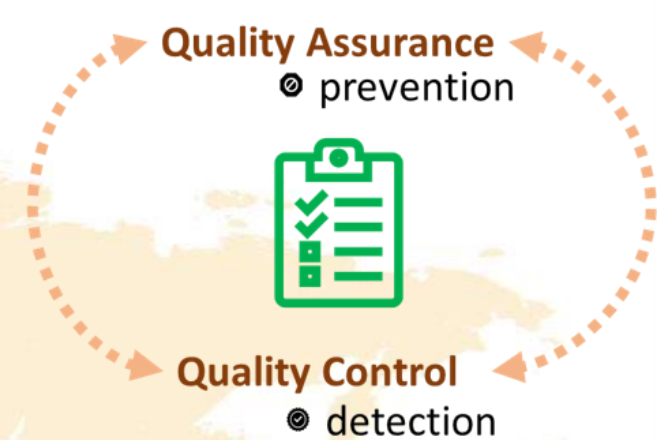 Quality Assurance
prevention
Quality Control
detection